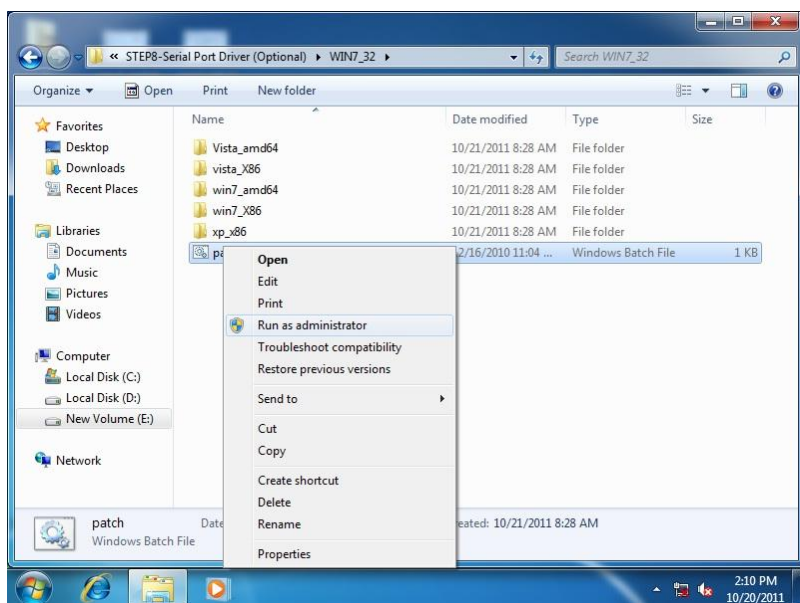 « STEP8-Serial Port Driver (Optional) ▸ WIN7_32 ▸ Search WIN7_32
Organize Open Print New folder
Favorites
Desktop
Downloads
Recent Places
Libraries
Documents
Music
Pictures
Videos
Computer
Local Disk (C:)
Local Disk (D:)
New Volume (E:)
Network
Name Date modified Type Size
Vista_amd64 10/21/2011 8:28 AM File folder
vista_X86 10/21/2011 8:28 AM File folder
win7_amd64 10/21/2011 8:28 AM File folder
win7_X86 10/21/2011 8:28 AM File folder
xp_x86 10/21/2011 8:28 AM File folder
pa 2/16/2010 11:04 ... Windows Batch File 1 KB
Open
Edit
Print
Run as administrator
Troubleshoot compatibility
Restore previous versions
Send to
Cut
Copy
Create shortcut
Delete
Rename
Properties
patch Date eated: 10/21/2011 8:28 AM
Windows Batch File
2:10 PM
10/20/2011